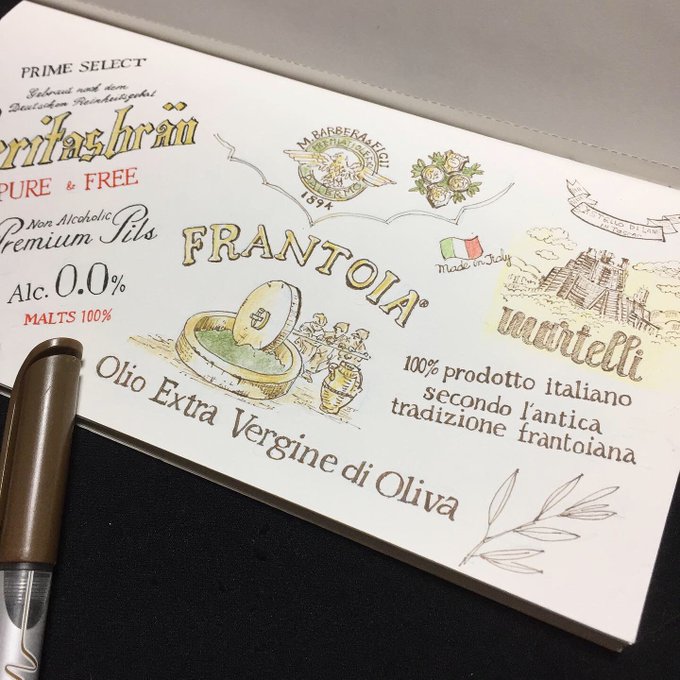 PRIME SELECT
Gebraut nach dem
Deutschen Reinheitsgebot
eritasbräu
PURE & FREE
Non Alcoholic
Premium Pils
Alc. 0.0%
MALTS 100%
M. BARBERA & FIGLI
PALERMO
1894
FRANTOIA®
Olio Extra Vergine di Oliva
Made in Italy
martelli
100% prodotto italiano
secondo l'antica
tradizione frantoiana